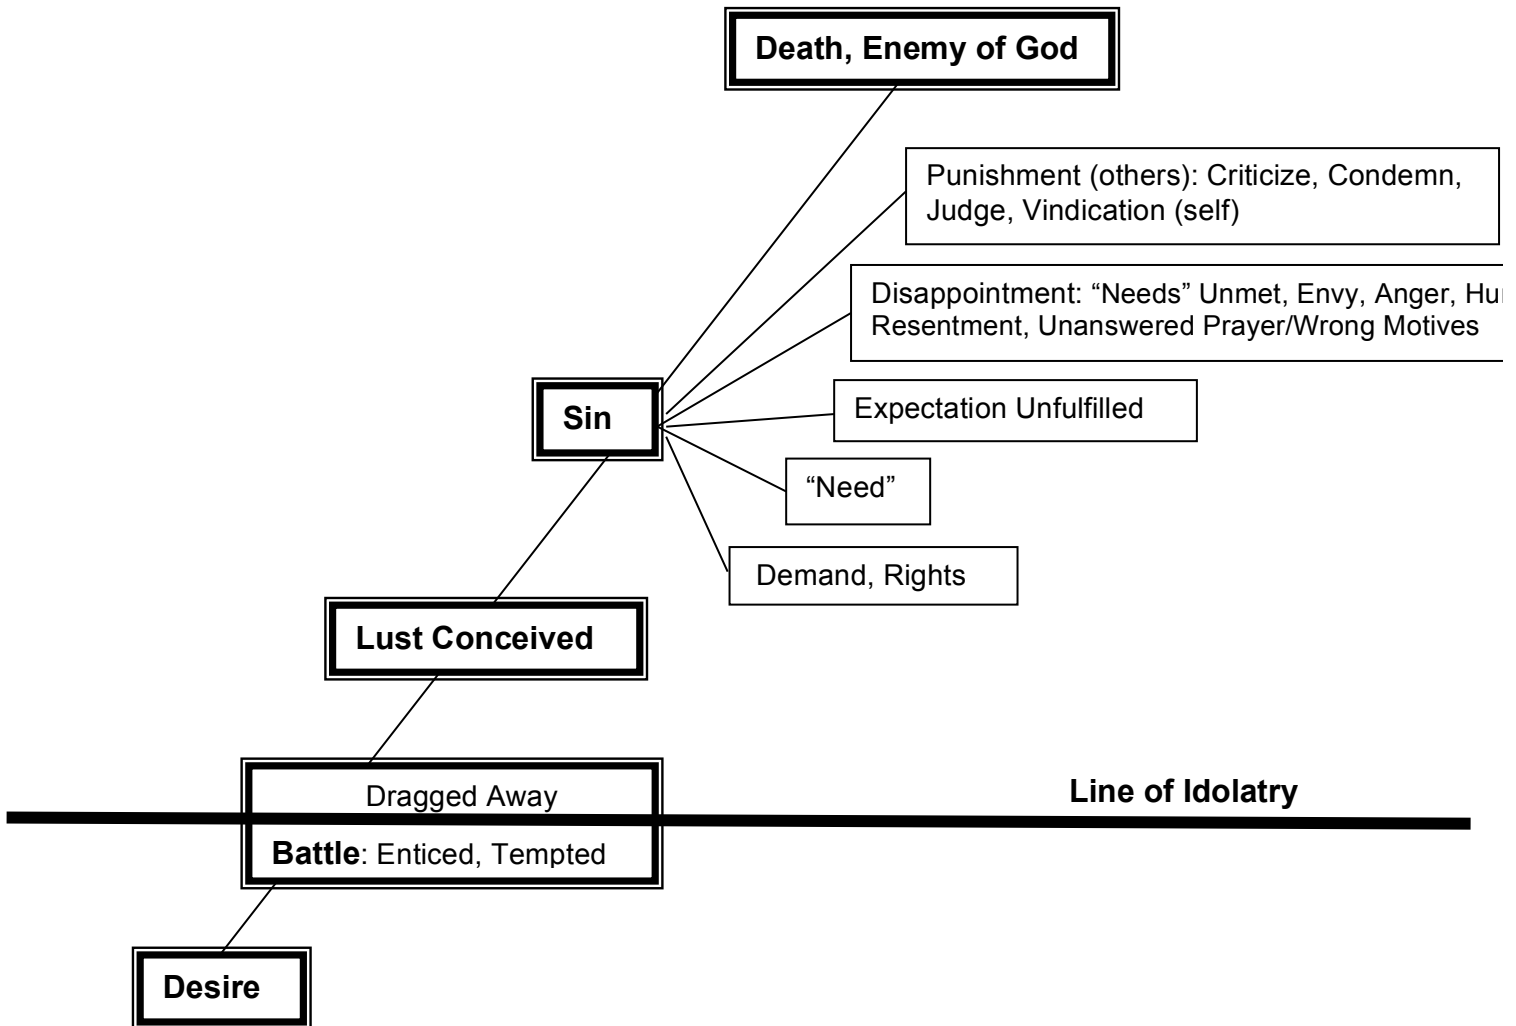 Death, Enemy of God
Punishment (others): Criticize, Condemn,
Judge, Vindication (self)
Disappointment: “Needs” Unmet, Envy, Anger,
Resentment, Unanswered Prayer/Wrong Motives
Sin
Expectation Unfulfilled
“Need”
Demand, Rights
Lust Conceived
Dragged Away
Line of Idolatry
Battle: Enticed, Tempted
Desire